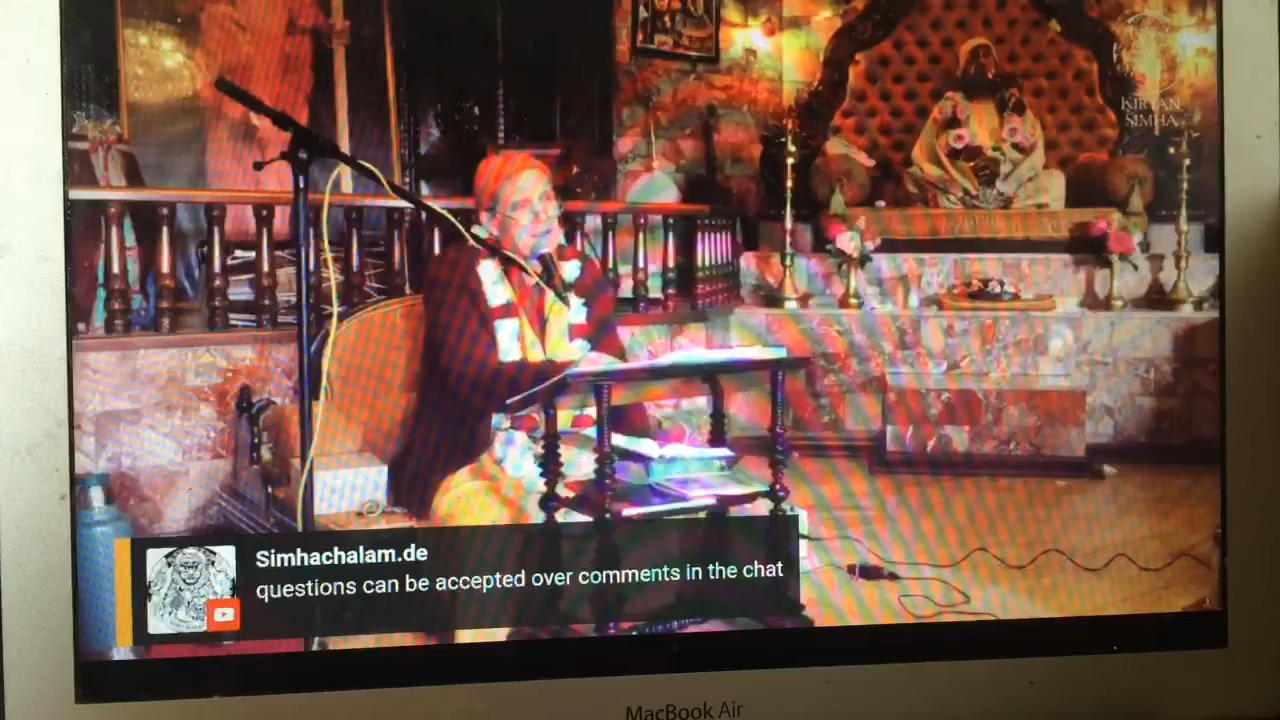 KIRTAN
SIMHA
Simhachalam.de
questions can be accepted over comments in the chat
MacBook Air